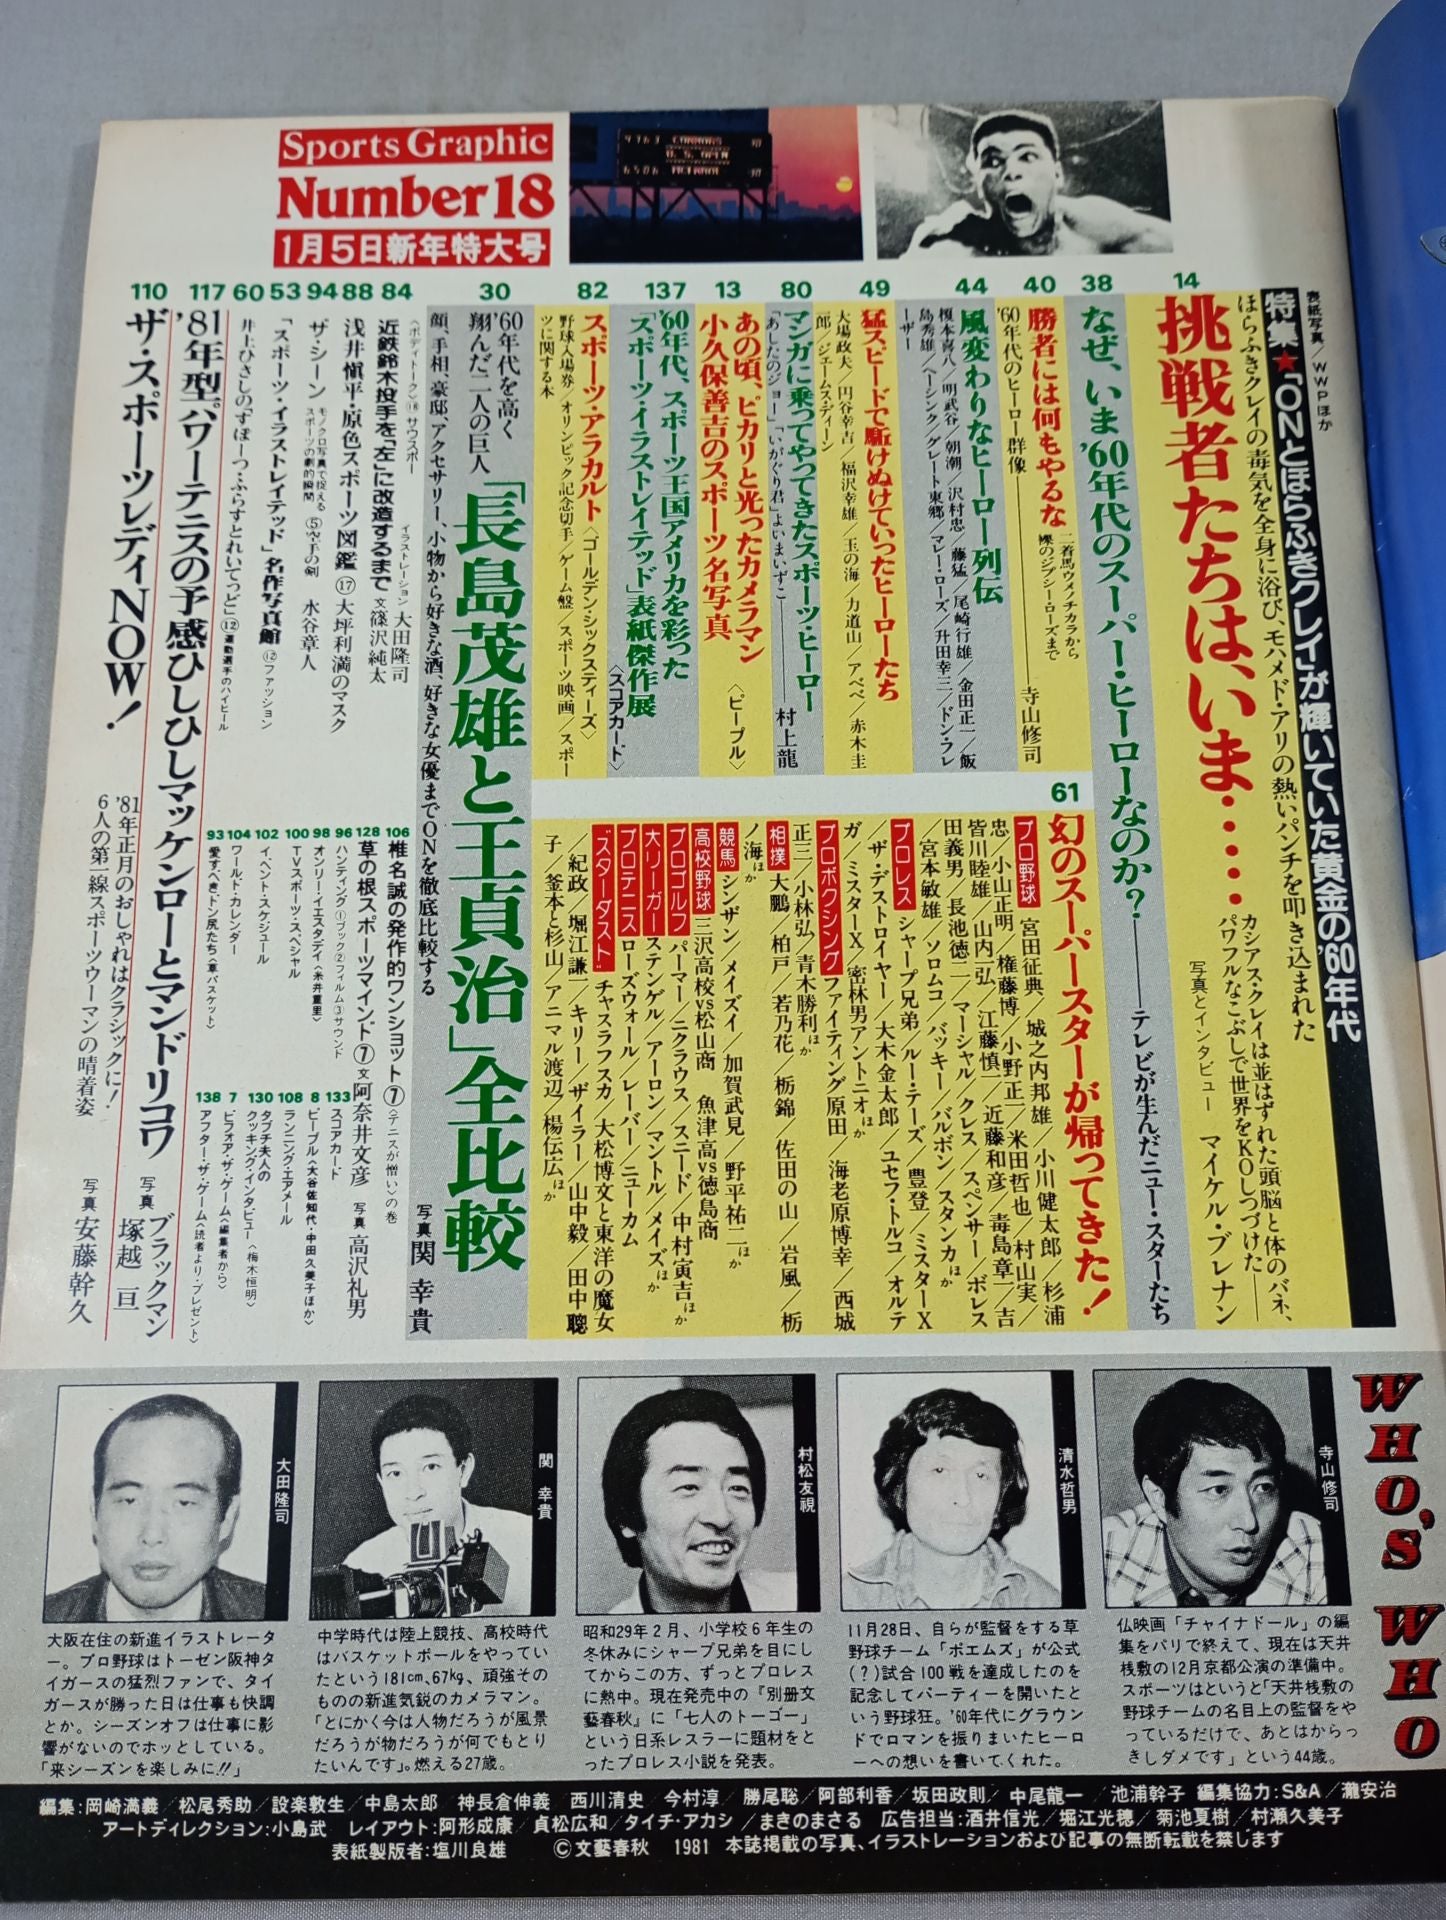 Sports Graphic
Number 18
1月5日新年特大号
表紙写真/WWPほか
特集★「ONとほらふきクレイ」が輝いていた黄金の'60年代
ほらふきクレイの毒気を全身に浴び、モハメド・アリの熱いパンチを叩き込まれた
14
挑戦者たちは、いま・・・・・
カシアス・クレイは並はずれた頭脳と体のバネ、
パワフルなこぶしで世界をKOしつづけた——
写真とインタビュー マイケル・ブレナン
38
なぜ、いま'60年代のスーパー・ヒーローなのか?——テレビが生んだニュー・スターたち
40
勝者には何もやるな 二着馬ウメノチカラから
裸のジプシー・ローズまで
'60年代のヒーロー群像——寺山修司
44
風変わりなヒーロー列伝
榎本喜八/明武谷/朝潮/沢村忠/藤猛/尾崎行雄/金田正一/飯
島秀雄/ヘーシンク/グレート東郷/マレー・ローズ/升田幸三/ドン・フレ
ーザー
49
猛スピードで駈けぬけていったヒーローたち
大場政夫/円谷幸吉/福沢幸雄/玉の海/力道山/アベベ/赤木圭
一郎/ジェームス・ディーン
80
マンガに乗ってやってきたスポーツ・ヒーロー
「あしたのジョー」「いがぐり君」よいまいずこ——村上龍
13
あの頃、ピカリと光ったカメラマン
小久保善吉のスポーツ名写真 〈ピープル〉
137
'60年代、スポーツ王国アメリカを彩った
「スポーツ・イラストレイテッド」表紙傑作展 〈スコアカード〉
82
スポーツ・アラカルト 〈ゴールデン・シックスティーズ〉
野球入場券/オリンピック記念切手/ゲーム盤/スポーツ映画/スポー
ツに関する本
61
幻のスーパースターが帰ってきた!
プロ野球 宮田征典/城之内邦雄/小川健太郎/杉浦
忠/小山正明/権藤博/小野正一/米田哲也/村山実/
皆川睦雄/山内一弘/江藤慎一/近藤和彦/毒島章一/吉
田義男/長池徳二/マーシャル/クレス/スペンサー/ボレス
/宮本敏雄/ソロムコ/バッキー/バルボン/スタンカほか
プロレス シャープ兄弟/ルー・テーズ/豊登/ミスターX
/ザ・デストロイヤー/大木金太郎/ユセフ・トルコ/オルテ
ガ/ミスターX/密林男アントニオほか
プロボクシング ファイティング原田/海老原博幸/西城
正三/小林弘/青木勝利ほか
相撲 大鵬/柏戸/若乃花/栃錦/佐田の山/岩風/栃
ノ海ほか
競馬 シンザン/メイズイ/加賀武見/野平祐二ほか
高校野球 三沢高校vs松山商 魚津高vs徳島商
プロゴルフ パーマー/ニクラウス/スニード/中村寅吉ほか
大リーガー ステンゲル/アーロン/マントル/メイズほか
プロテニス ローズウォール/レーバー/ニューカム
"スターダスト" チャスラフスカ/大松博文と東洋の魔女
/紀政/堀江謙一/キリー/ザイラー/山中毅/田中聰
子/釜本と杉山/アニマル渡辺/楊伝広ほか
30
'60年代を高く
翔んだ二人の巨人
「長島茂雄と王貞治」全比較
顔、手相、豪邸、アクセサリー、小物から好きな酒、好きな女優までONを徹底比較する
写真 関 幸貴
84
〈ボディトーク〉⑱サウスポー
近鉄鈴木投手を「左」に改造するまで
イラストレーション 大田隆司
文 篠沢純太
88
浅井愼平・原色スポーツ図鑑⑰大坪利満のマスク
94
ザ・シーン モノクロ写真で捉える
スポーツの劇的瞬間 ⑤空手の剣 水谷章人
53
「スポーツ・イラストレイテッド」名作写真館⑫ファッション
60
井上ひさしの「すぽーつ・ふらすとれいてっど」⑫運動選手のハイヒール
117
'81年型パワーテニスの予感ひしひしマッケンローとマンドリコワ
写真 ブラックマン
塚越 亘
110
ザ・スポーツレディNOW!
'81年正月のおしゃれはクラシックに!
6人の第一線スポーツウーマンの晴着姿
写真 安藤幹久
106
椎名誠の発作的ワンショット⑦〈テニスが憎い〉の巻
128
草の根スポーツマインド⑦文 阿奈井文彦 写真 高沢礼男
96 ハンティング①ブック②フィルム③サウンド
98 オンリー・イエスタデイ〈永井重里〉
100 TVスポーツ・スペシャル
102 イベント・スケジュール
104 ワールド・カレンダー
93 愛すべきドン尻たち〈草バスケット〉
133 スコアカード
8 ピープル〈大谷佐知代・中田久美子ほか〉
108 ランニング・エアメール
130 タブチ夫人の
クッキング・インタビュー〈梅木恒明〉
7 ビフォア・ザ・ゲーム〈編集者から〉
138 アフター・ザ・ゲーム〈読者より・プレゼント〉
WHO'S WHO
寺山修司
仏映画「チャイナドール」の編
集をパリで終えて、現在は天井
桟敷の12月京都公演の準備中。
スポーツはというと「天井桟敷の
野球チームの名目上の監督をや
っているだけで、あとはからっ
きしダメです」という44歳。
清水哲男
11月28日、自らが監督をする草
野球チーム「ポエムズ」が公式
(?)試合100戦を達成したのを
記念してパーティーを開いたと
いう野球狂。'60年代にグラウン
ドでロマンを振りまいたヒーロ
ーへの想いを書いてくれた。
村松友視
昭和29年2月、小学校6年生の
冬休みにシャープ兄弟を目にし
てからこの方、ずっとプロレス
に熱中。現在発売中の『別冊文
藝春秋』に「七人のトーゴー」
という日系レスラーに題材をと
ったプロレス小説を発表。
関 幸貴
中学時代は陸上競技、高校時代
はバスケットボールをやってい
たという181cm、67kg、頑強その
ものの新進気鋭のカメラマン。
「とにかく今は人物だろうが風景
だろうが物だろうが何でもとり
たいんです」。燃える27歳。
大田隆司
大阪在住の新進イラストレータ
ー。プロ野球はトーゼン阪神タ
イガースの猛烈ファンで、タイ
ガースが勝った日は仕事も快調
とか。シーズンオフは仕事に影
響がないのでホッとしている。
「来シーズンを楽しみに!!」
編集:岡崎満義/松尾秀助/設楽敦生/中島太郎 神長倉伸義 西川清史 今村淳/勝尾聡/阿部利香/坂田政則/中尾龍一/池浦幹子 編集協力:S&A/瀧安治
アートディレクション:小島武 レイアウト:阿形成康/貞松広和/タイチ・アカシ/まきのまさる 広告担当:酒井信光/堀江光穂/菊池夏樹/村瀬久美子
表紙製版者:塩川良雄 ©文藝春秋 1981 本誌掲載の写真、イラストレーションおよび記事の無断転載を禁じます